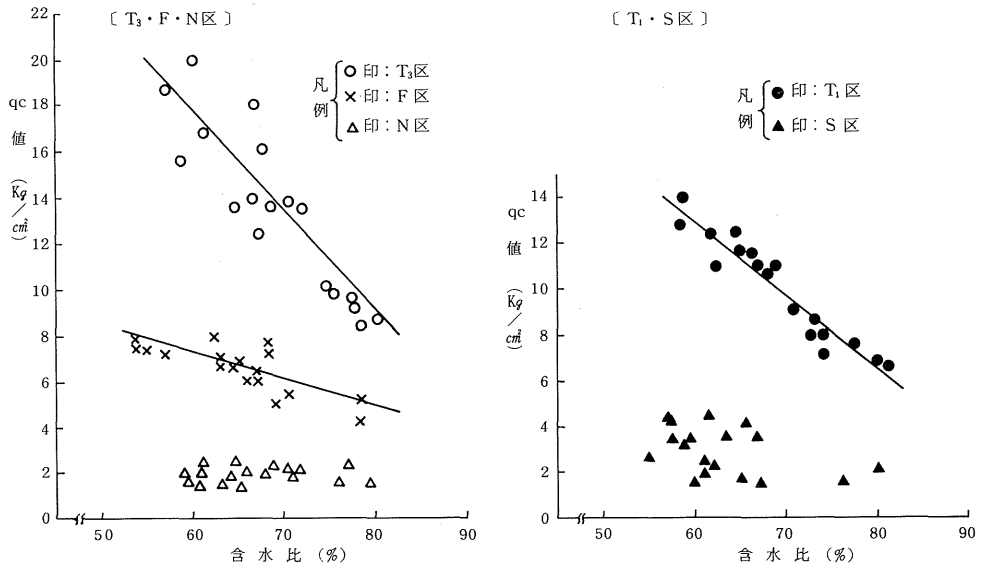 〔 T₃・F・N区 〕
22
20
18
16
14
12
10
8
6
4
2
0
qc
値
(Kg/cm²)
凡例
○ 印：T₃区
× 印：F 区
△ 印：N 区
50 60 70 80 90
含 水 比 (%)
〔 T₁・S区 〕
凡例
● 印：T₁ 区
▲ 印：S 区
14
12
10
8
6
4
2
0
qc
値
(Kg/cm²)
50 60 70 80 90
含 水 比 (%)